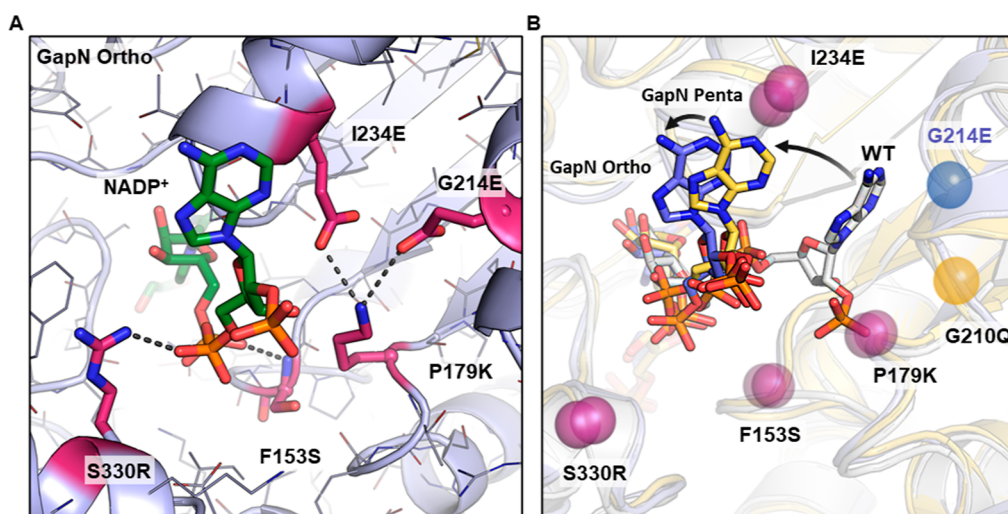 A
GapN Ortho
I234E
G214E
NADP+
P179K
F153S
S330R
B
I234E
GapN Penta
G214E
WT
GapN Ortho
G210Q
P179K
F153S
S330R